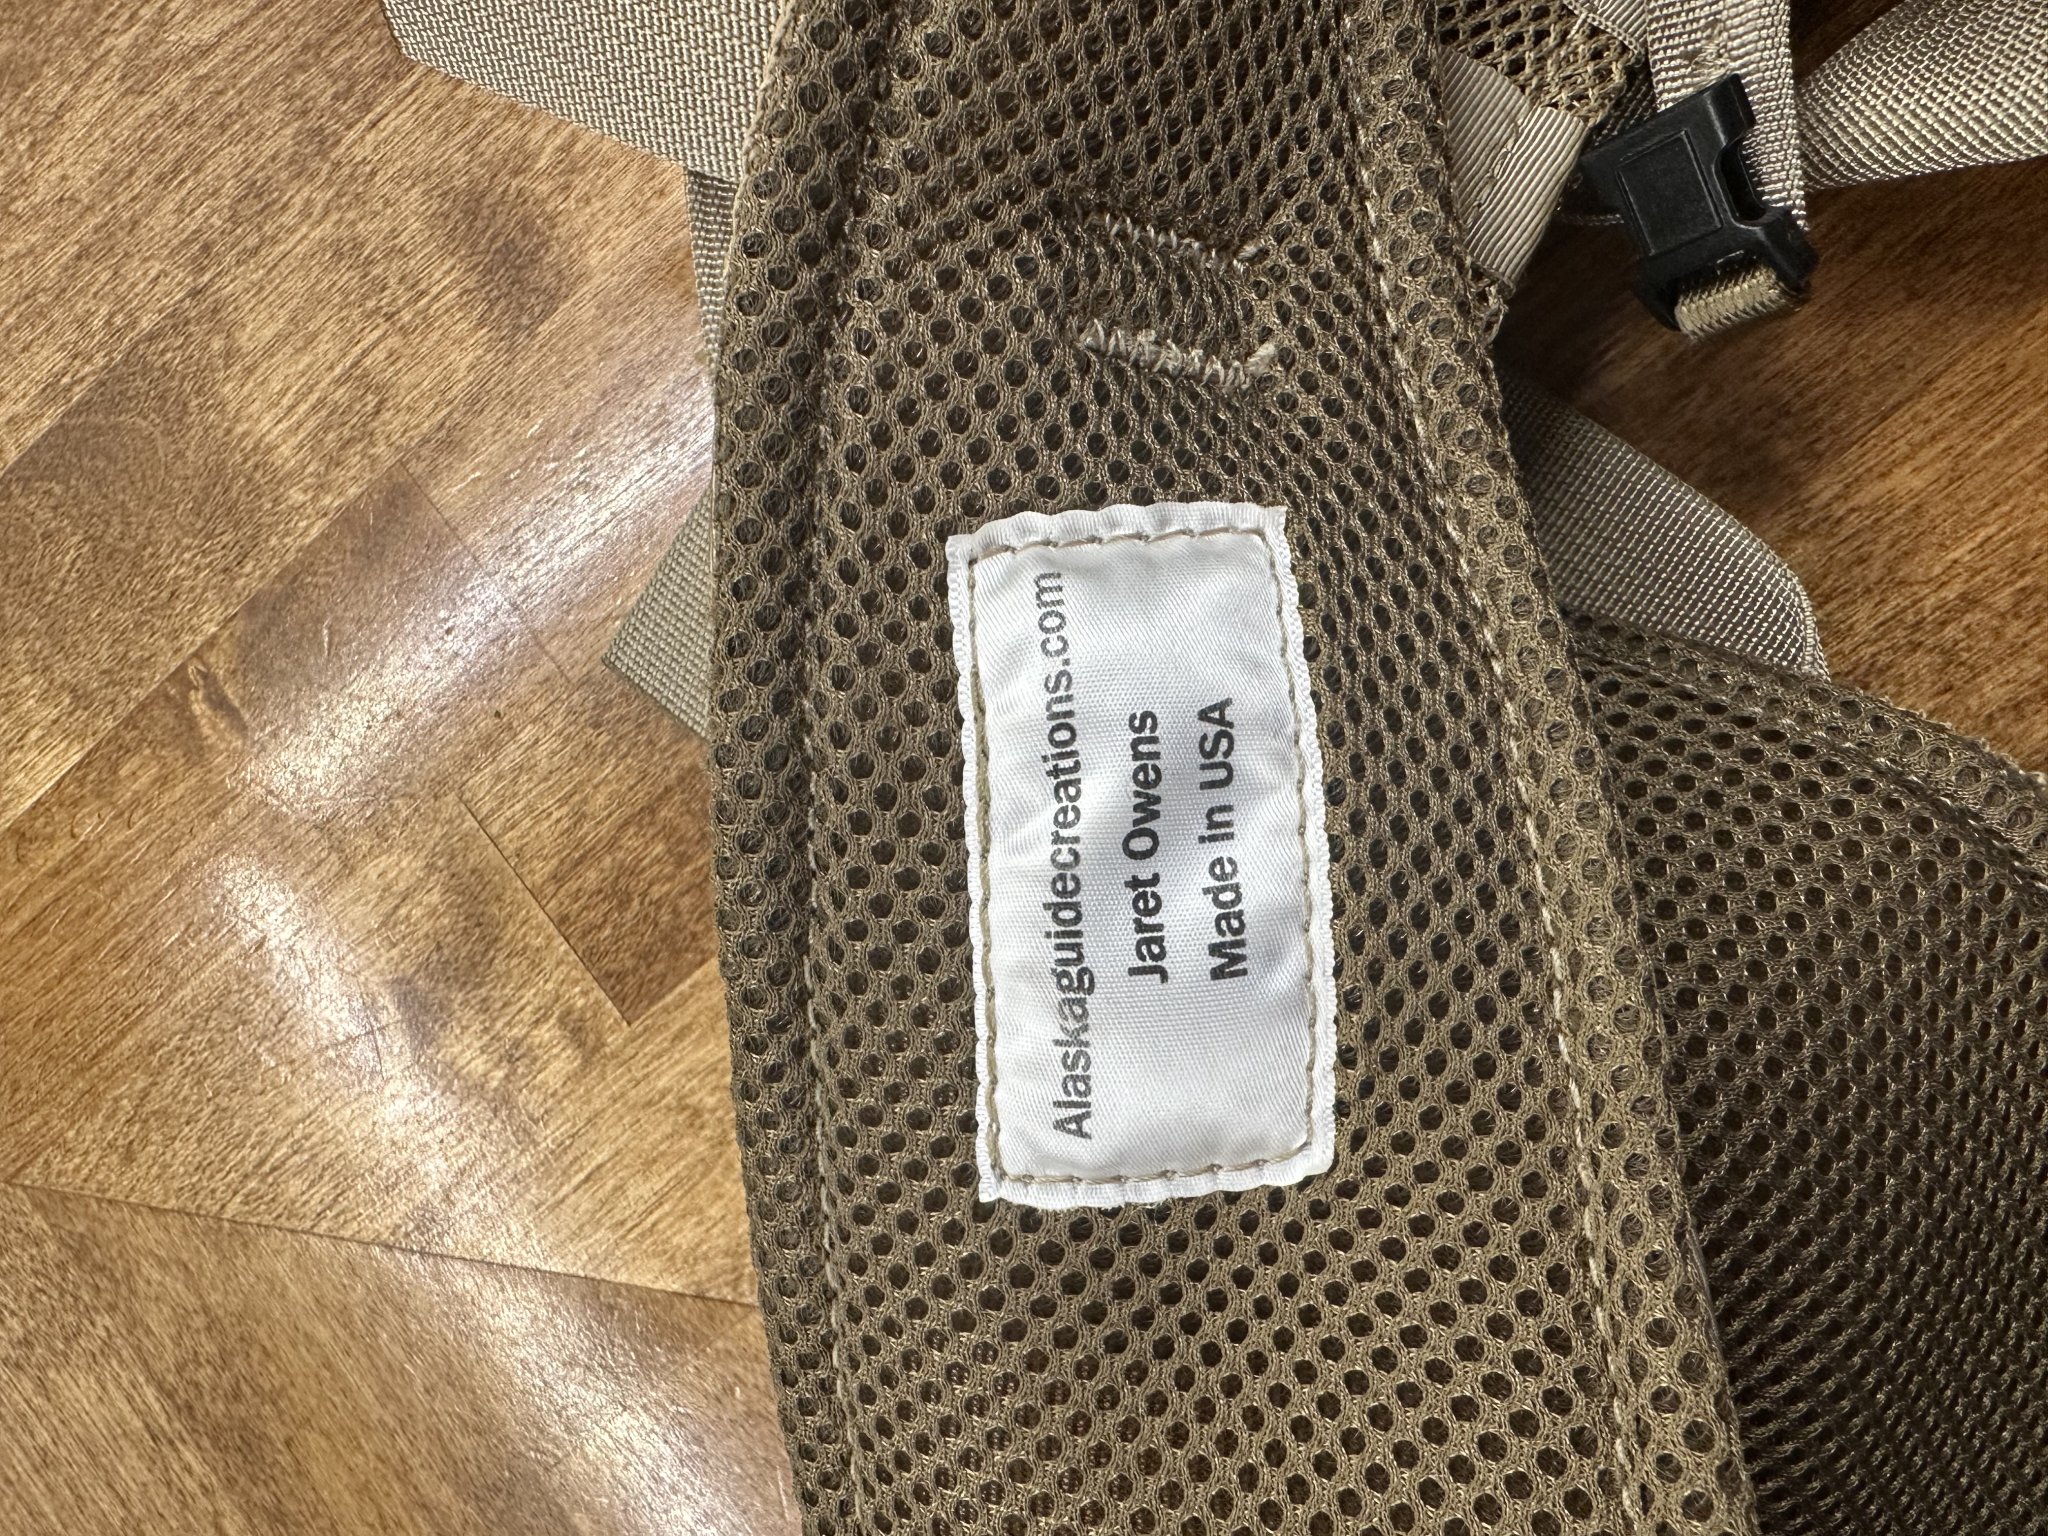 Alaskaguidecreations.com
Jaret Owens
Made in USA